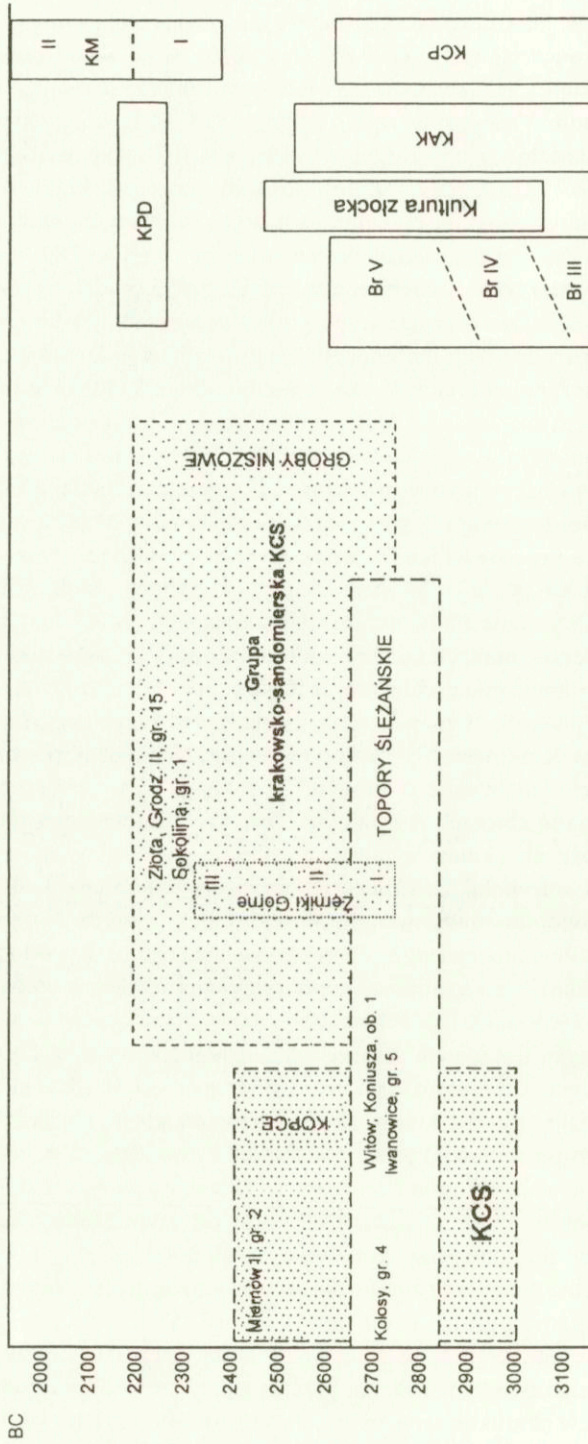 BC
2000
2100
2200
2300
2400
2500
2600
2700
2800
2900
3000
Miernów II, gr. 2
KOPCE
Kolosy, gr. 4
KCS
Witów, Koniusza, ob. 1
Iwanowice, gr. 5
Złota, Grodz. II, gr. 15
Sokolina, gr. 1
Żerniki Górne
III
II
I
Grupa
krakowsko-sandomierska KCS
TOPORY ŚLĘŻAŃSKIE
GROBY NISZOWE
KPD
Br V
Br IV
Br III
Kultura złocka
KAK
KM
II
I
KCP